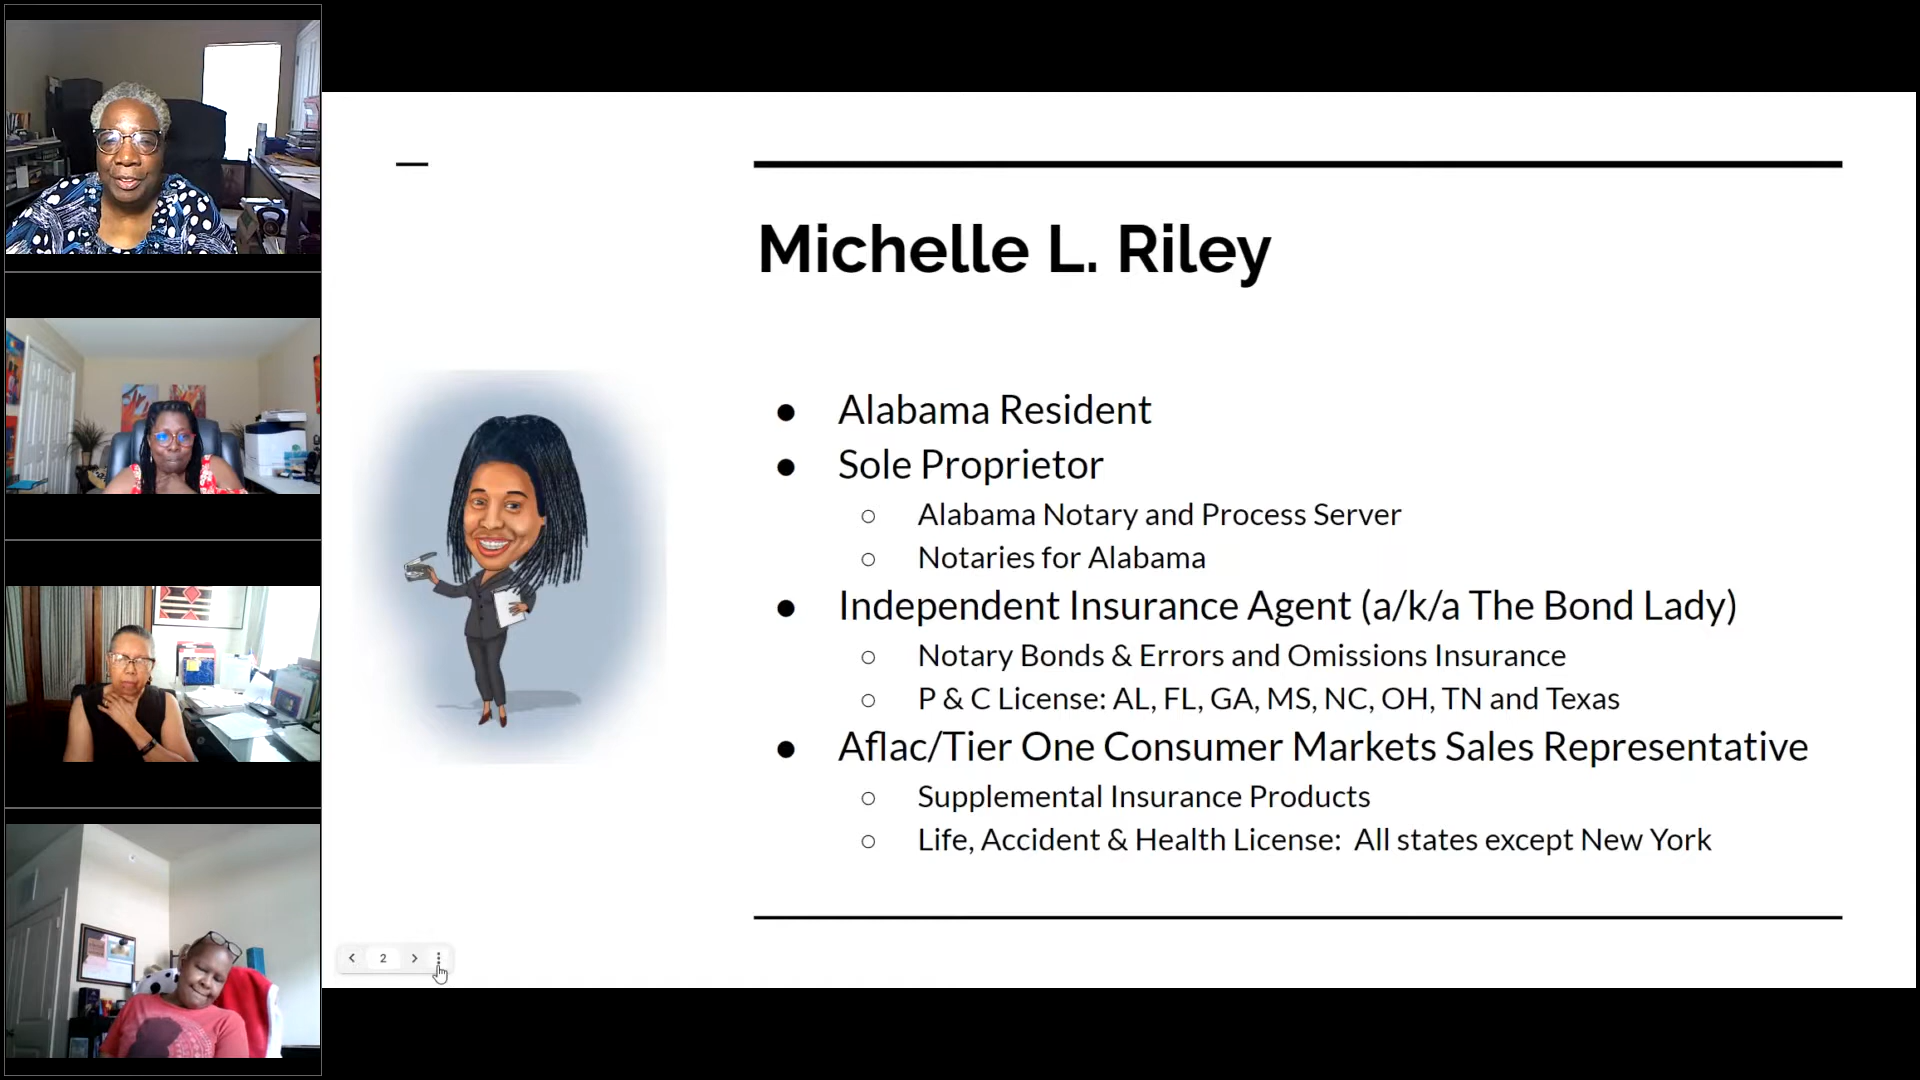 Michelle L. Riley
● Alabama Resident
● Sole Proprietor
○ Alabama Notary and Process Server
○ Notaries for Alabama
● Independent Insurance Agent (a/k/a The Bond Lady)
○ Notary Bonds & Errors and Omissions Insurance
○ P & C License: AL, FL, GA, MS, NC, OH, TN and Texas
● Aflac/Tier One Consumer Markets Sales Representative
○ Supplemental Insurance Products
○ Life, Accident & Health License: All states except New York
2